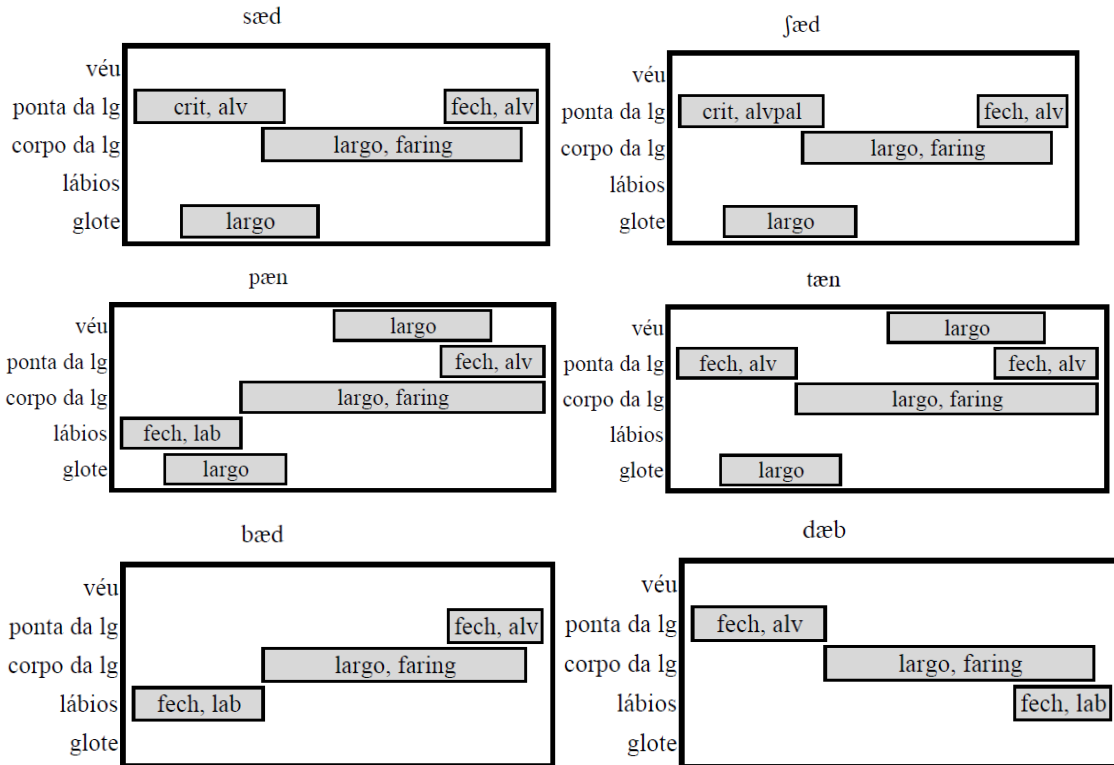 sæd
véu
ponta da lg crit, alv fech, alv
corpo da lg largo, faring
lábios
glote largo
ʃæd
véu
ponta da lg crit, alvpal fech, alv
corpo da lg largo, faring
lábios
glote largo
pæn
véu largo
ponta da lg fech, alv
corpo da lg largo, faring
lábios fech, lab
glote largo
tæn
véu largo
ponta da lg fech, alv fech, alv
corpo da lg largo, faring
lábios
glote largo
bæd
véu
ponta da lg fech, alv
corpo da lg largo, faring
lábios fech, lab
glote
dæb
véu
ponta da lg fech, alv
corpo da lg largo, faring
lábios fech, lab
glote